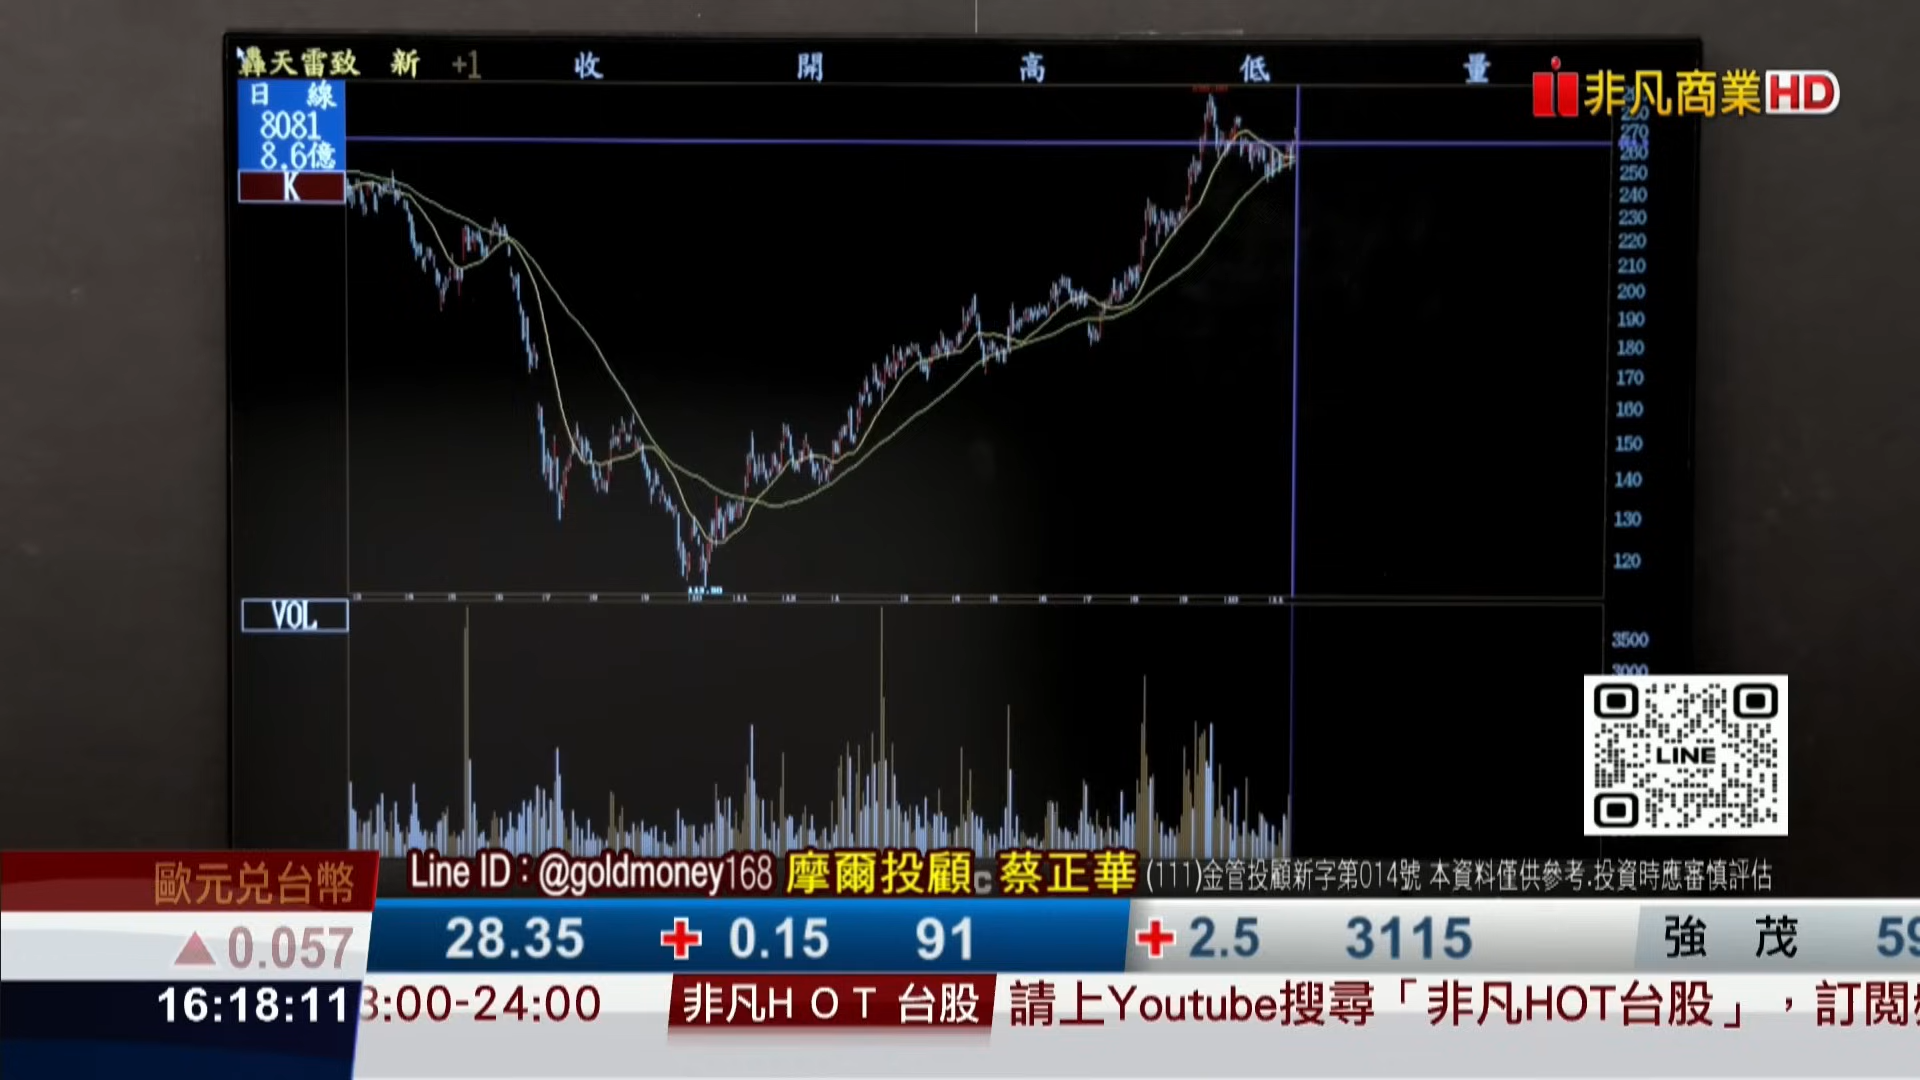 轟天雷致 新 +1 收 開 高 低 量
非凡商業HD
日 線
8081
8.6億
K
270
260
250
240
230
220
210
200
190
180
170
160
150
140
130
120
VOL
3500
3000
LINE
Line ID：@goldmoney168 摩爾投顧 蔡正華 (111)金管投顧新字第014號 本資料僅供參考.投資時應審慎評估
歐元兑台幣
▲0.057
28.35 +0.15 91 +2.5 3115 強 茂 59
16:18:11
3:00-24:00 非凡HOT 台股 請上Youtube搜尋「非凡HOT台股」，訂閱